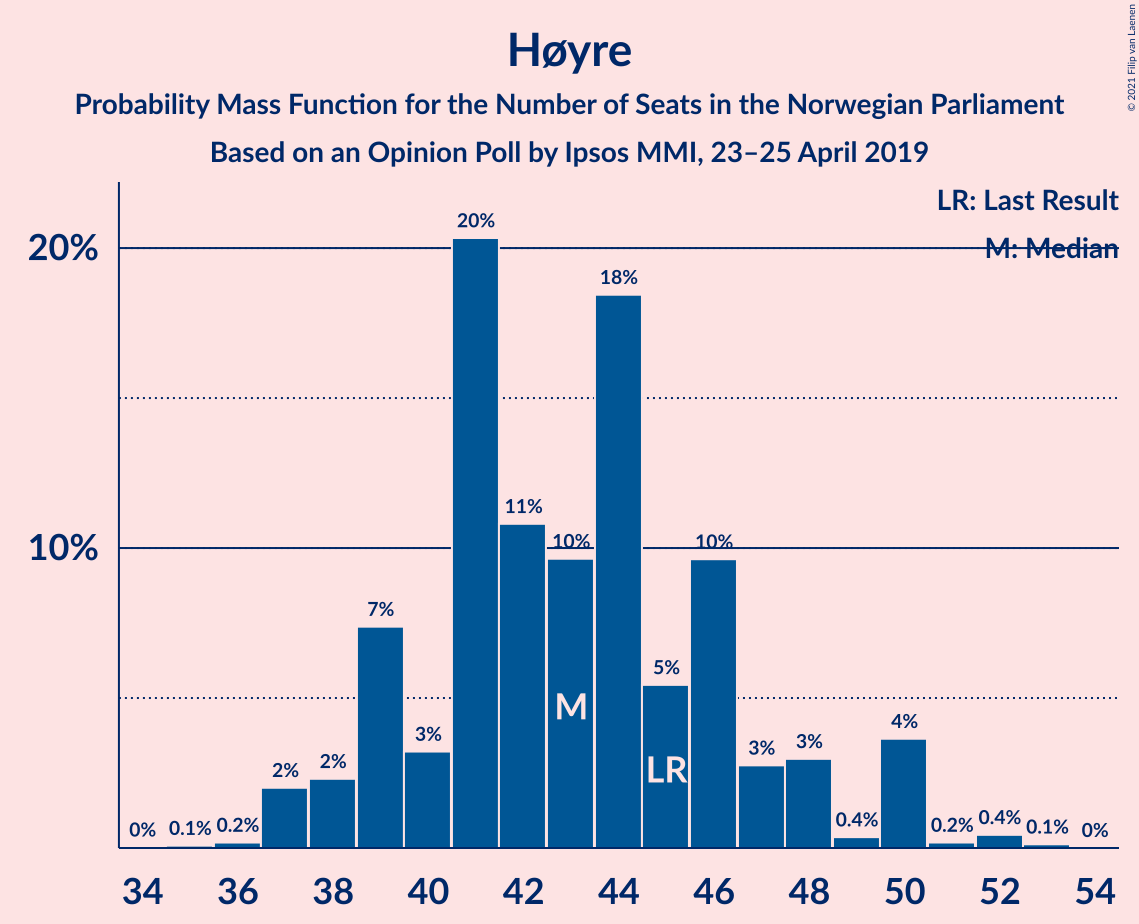 Høyre
Probability Mass Function for the Number of Seats in the Norwegian Parliament
Based on an Opinion Poll by Ipsos MMI, 23–25 April 2019
© 2021 Filip van Laenen
LR: Last Result
M: Median
20%
10%
0%
0.1%
0.2%
2%
2%
7%
3%
20%
11%
10%
18%
5%
10%
3%
3%
0.4%
4%
0.2%
0.4%
0.1%
0%
M
LR
34 36 38 40 42 44 46 48 50 52 54